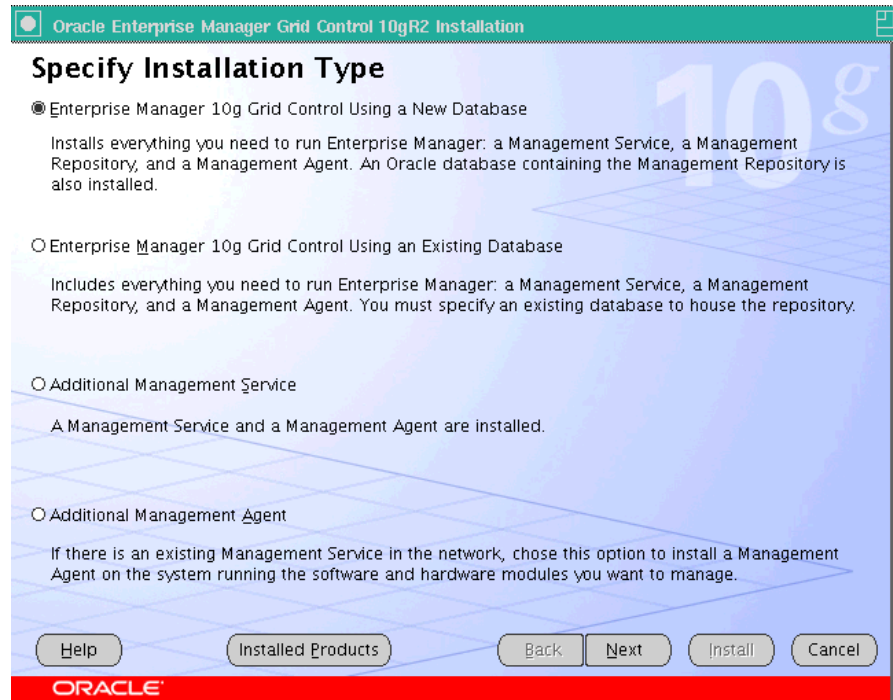 Oracle Enterprise Manager Grid Control 10gR2 Installation
Specify Installation Type
10g
Enterprise Manager 10g Grid Control Using a New Database
Installs everything you need to run Enterprise Manager: a Management Service, a Management
Repository, and a Management Agent. An Oracle database containing the Management Repository is
also installed.
Enterprise Manager 10g Grid Control Using an Existing Database
Includes everything you need to run Enterprise Manager: a Management Service, a Management
Repository, and a Management Agent. You must specify an existing database to house the repository.
Additional Management Service
A Management Service and a Management Agent are installed.
Additional Management Agent
If there is an existing Management Service in the network, chose this option to install a Management
Agent on the system running the software and hardware modules you want to manage.
Help Installed Products Back Next Install Cancel
ORACLE